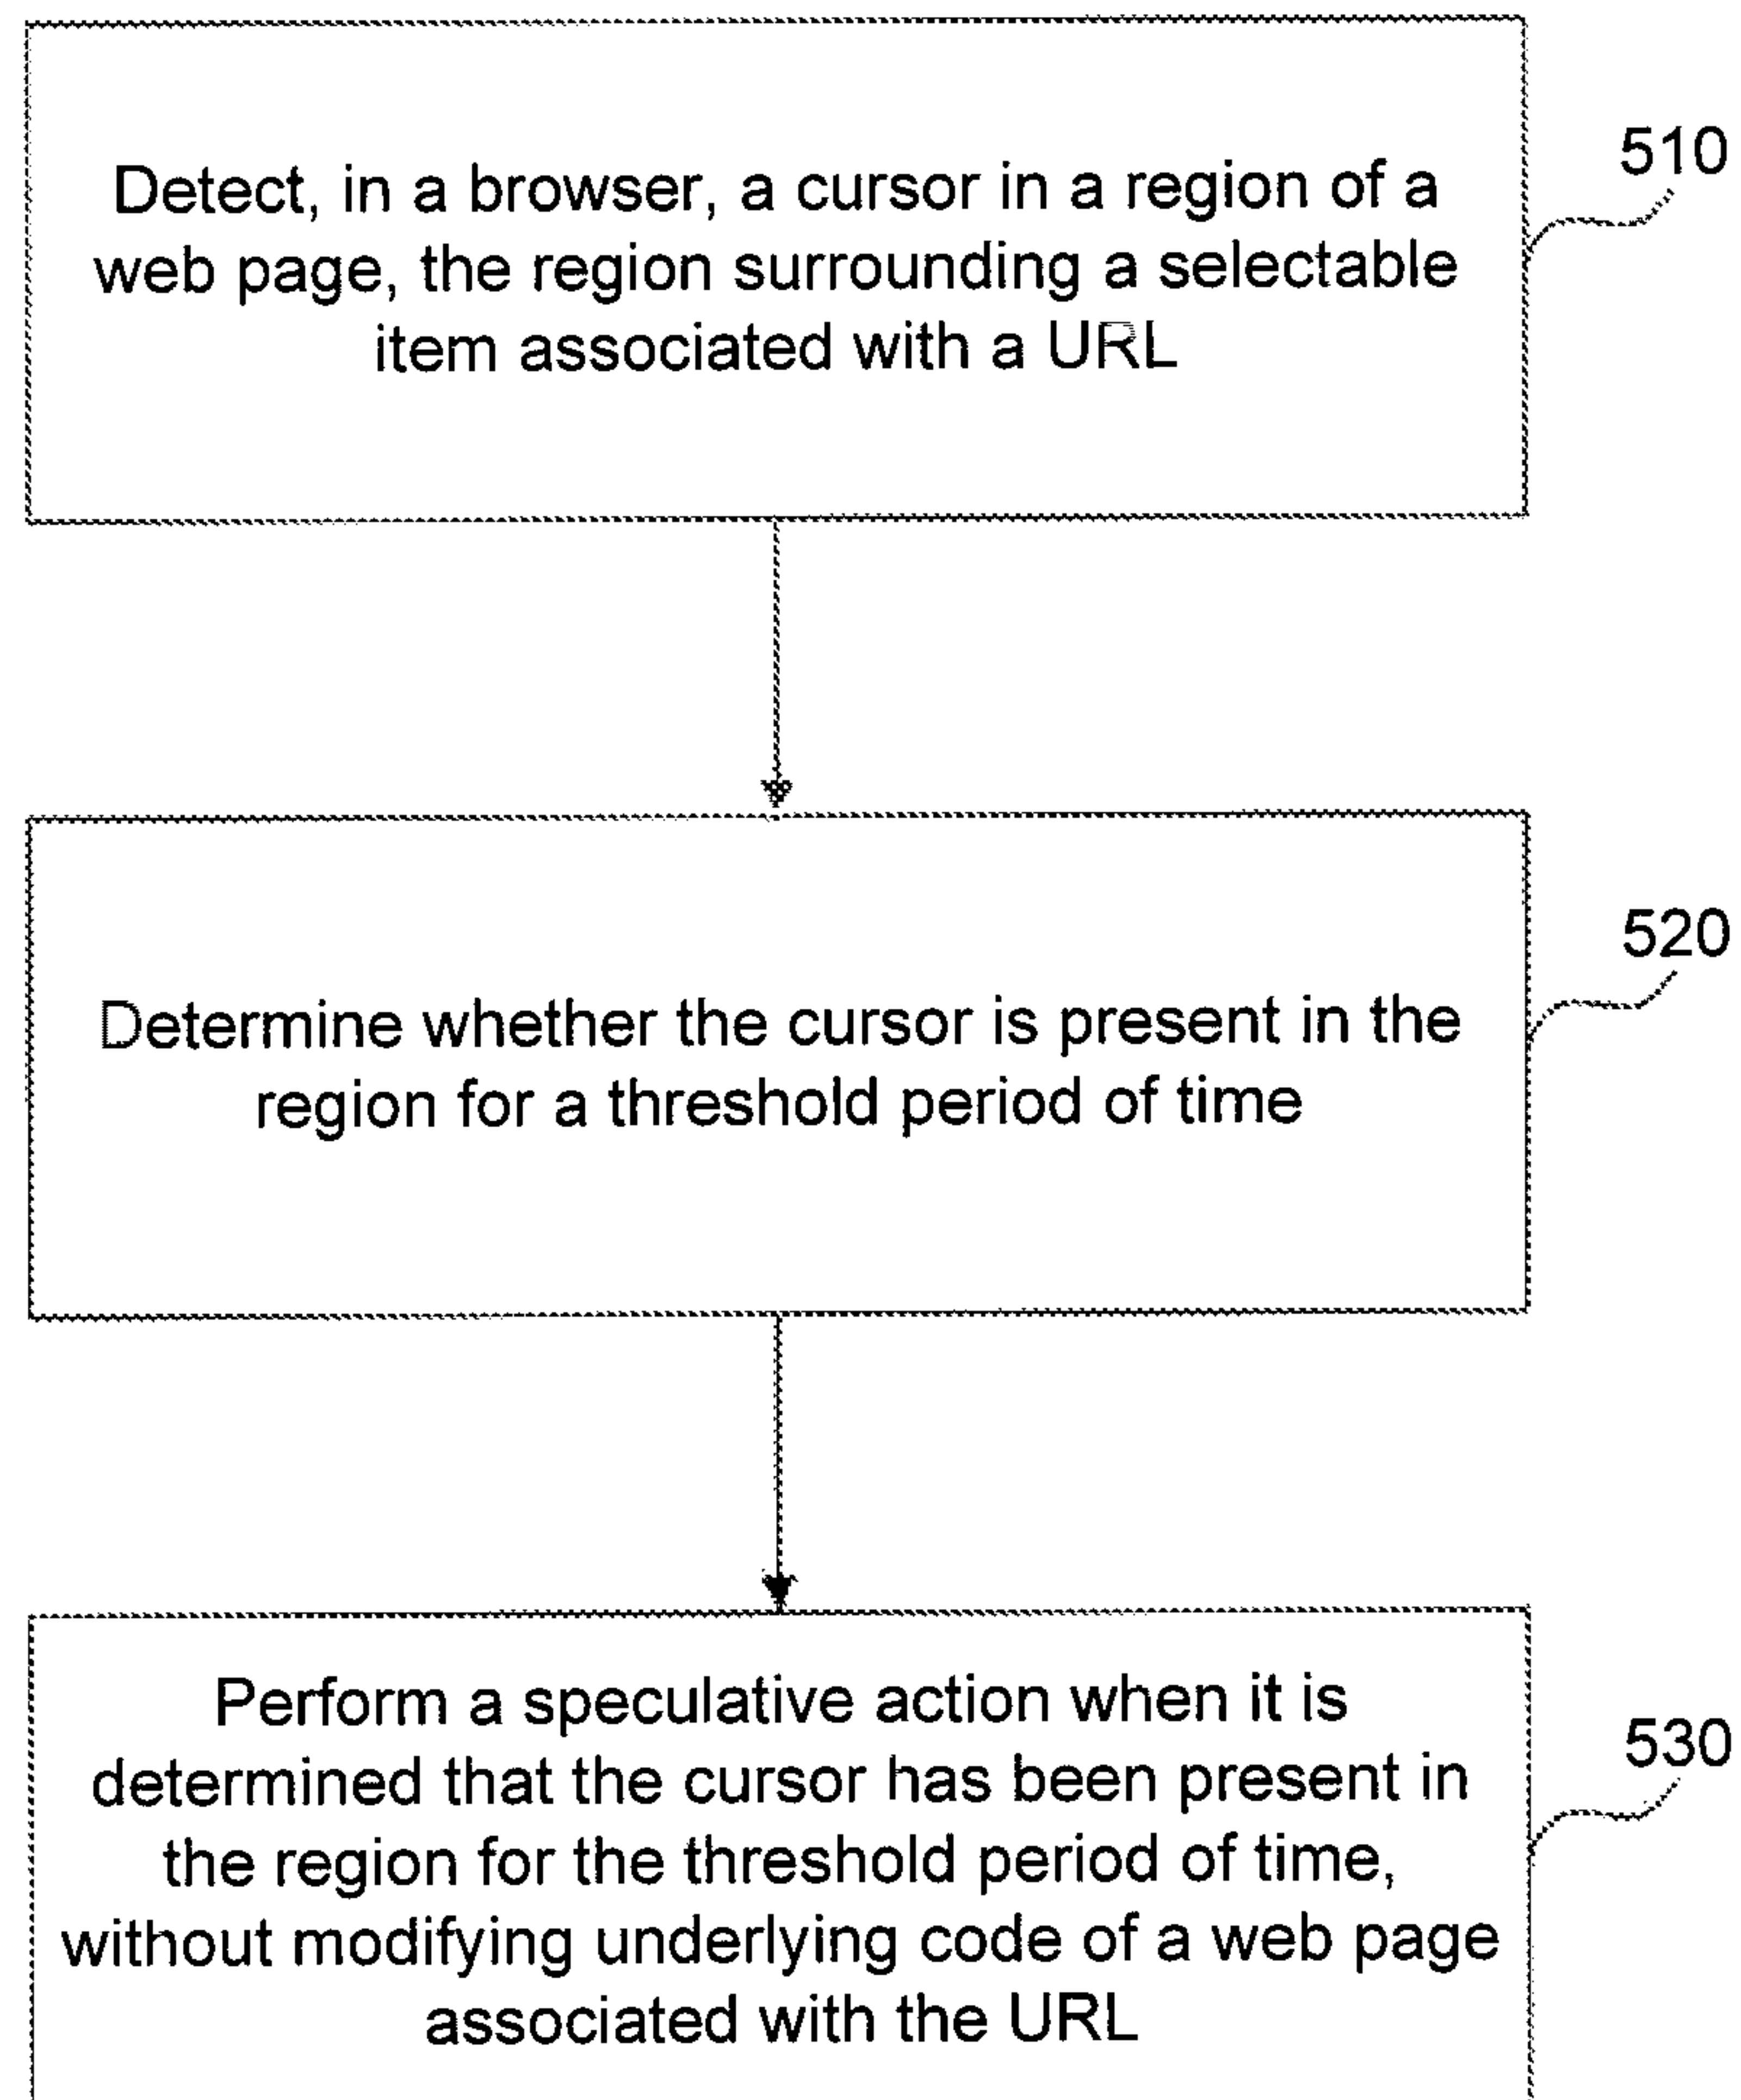 Detect, in a browser, a cursor in a region of a
web page, the region surrounding a selectable
item associated with a URL
510
Determine whether the cursor is present in the
region for a threshold period of time
520
Perform a speculative action when it is
determined that the cursor has been present in
the region for the threshold period of time,
without modifying underlying code of a web page
associated with the URL
530